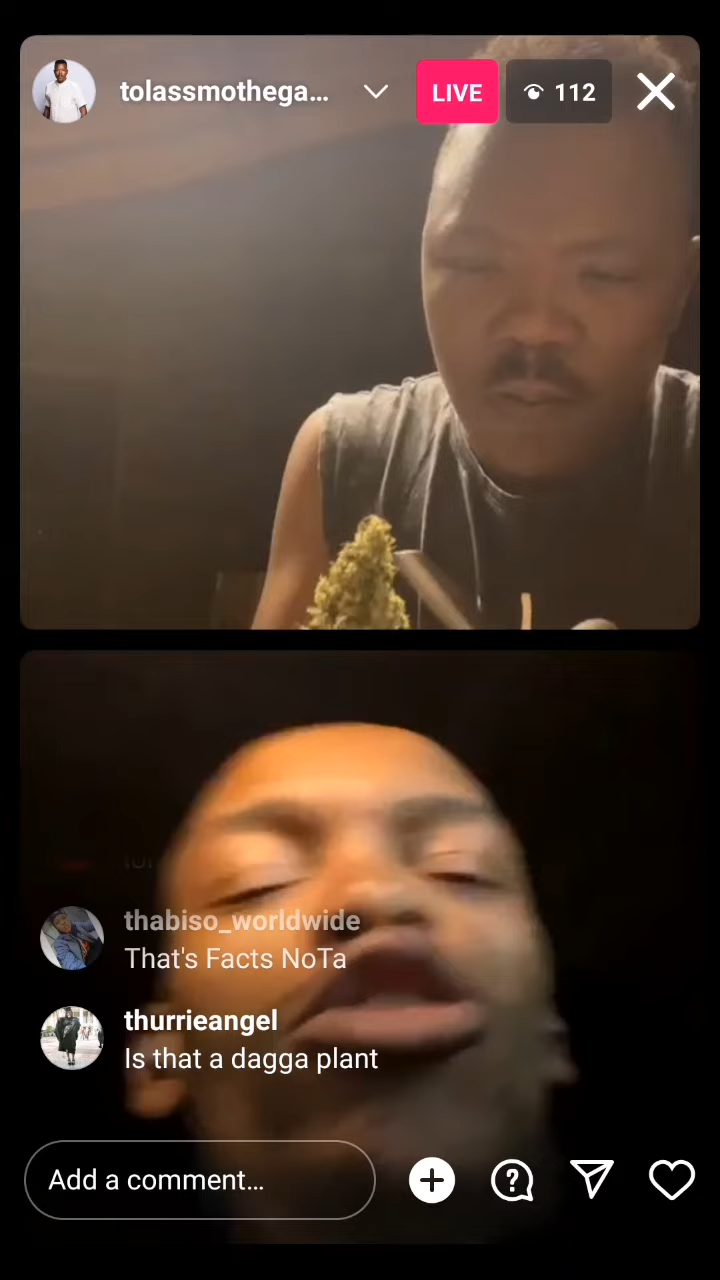 tolassmothega...
LIVE
112
thabiso_worldwide
That's Facts NoTa
thurrieangel
Is that a dagga plant
Add a comment...